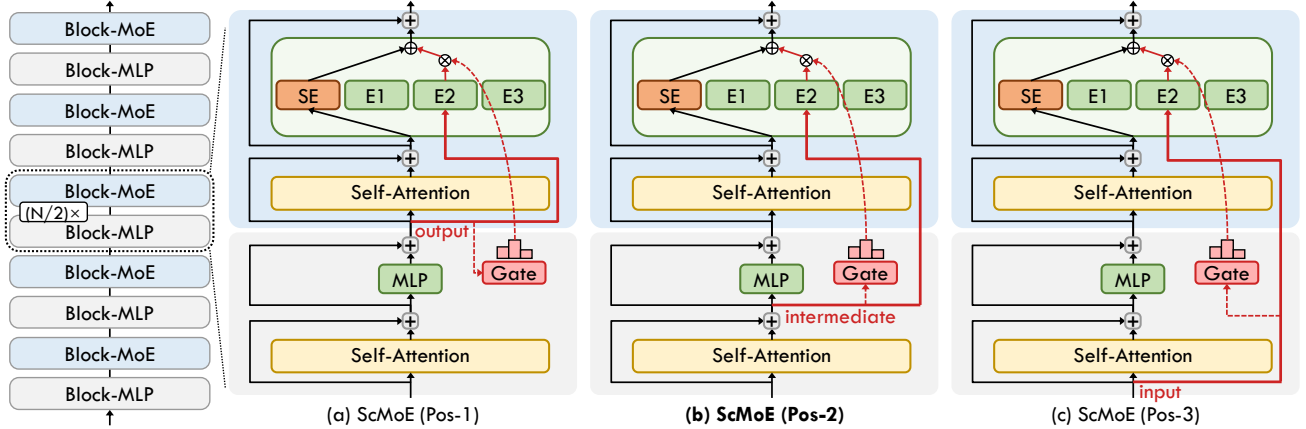 Block-MoE
Block-MLP
Block-MoE
Block-MLP
Block-MoE
(N/2)×
Block-MLP
Block-MoE
Block-MLP
Block-MoE
Block-MLP
SE E1 E2 E3
Self-Attention
output
MLP Gate
Self-Attention
(a) ScMoE (Pos-1)
SE E1 E2 E3
Self-Attention
MLP Gate
intermediate
Self-Attention
(b) ScMoE (Pos-2)
SE E1 E2 E3
Self-Attention
MLP Gate
Self-Attention
input
(c) ScMoE (Pos-3)